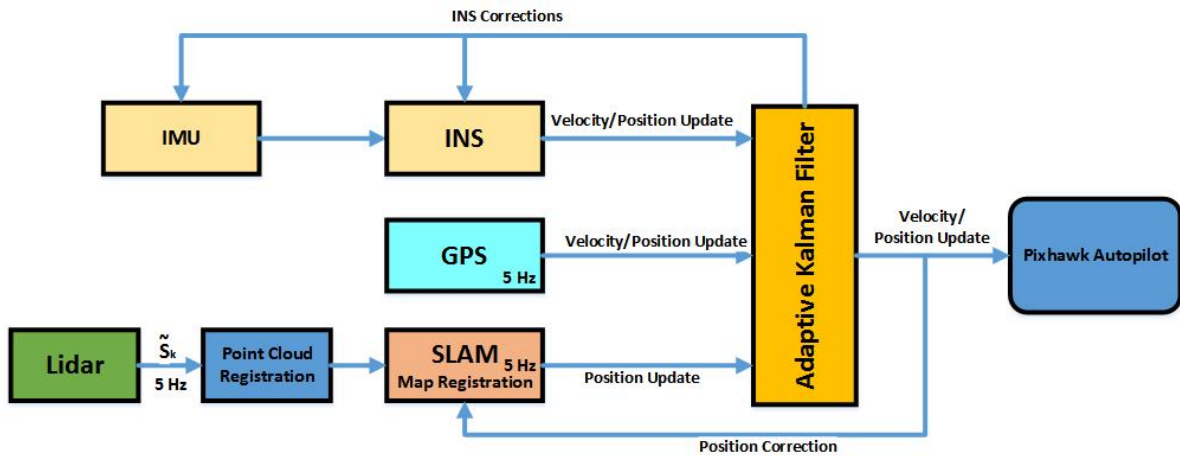 INS Corrections
IMU
INS
Velocity/Position Update
GPS
5 Hz
Velocity/Position Update
Lidar
S̃k
5 Hz
Point Cloud
Registration
SLAM
5 Hz
Map Registration
Position Update
Adaptive Kalman Filter
Velocity/
Position Update
Pixhawk Autopilot
Position Correction